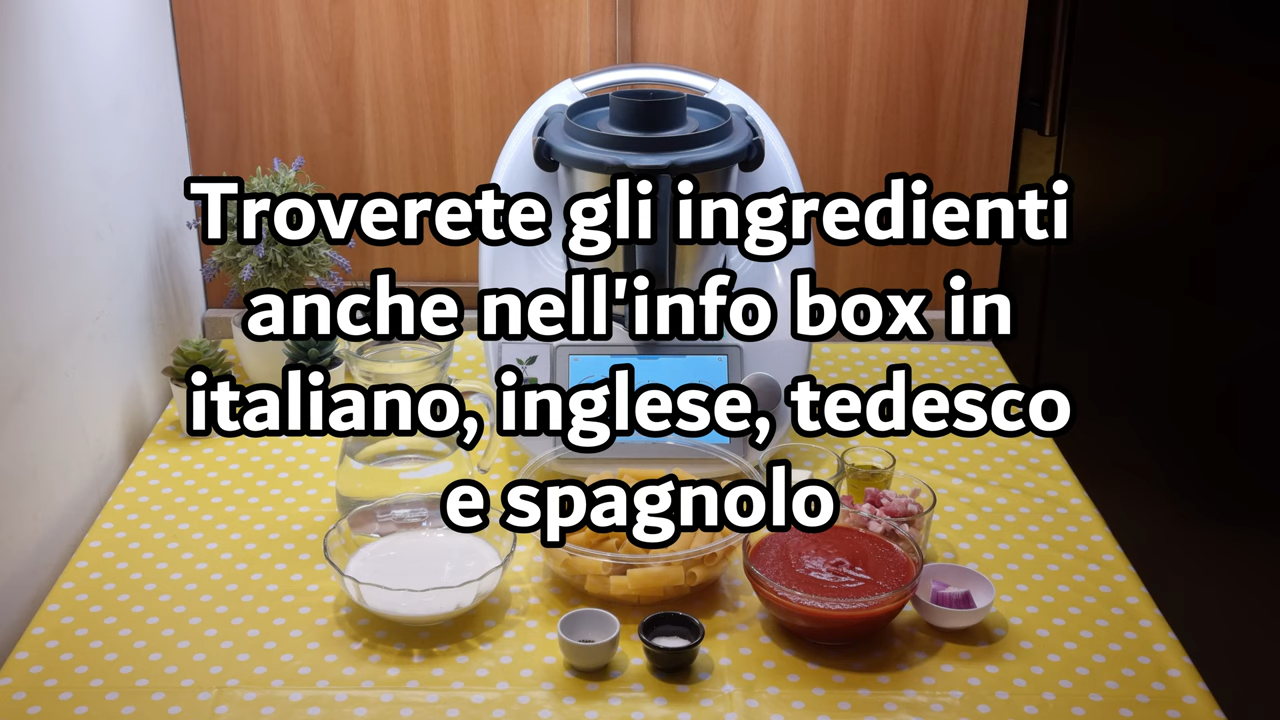 Troverete gli ingredienti
anche nell'info box in
italiano, inglese, tedesco
e spagnolo